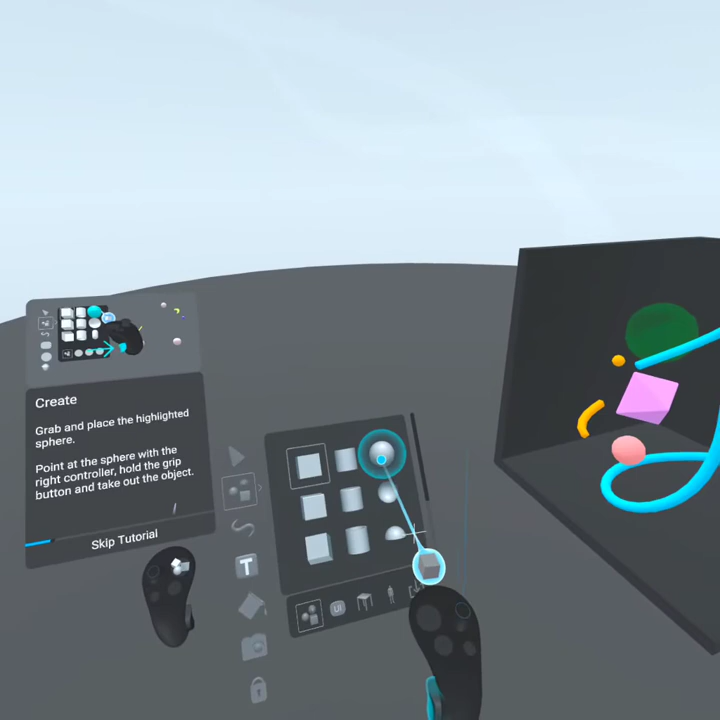 Create
Grab and place the highlighted
sphere.
Point at the sphere with the
right controller, hold the grip
button and take out the object.
Skip Tutorial
T
UI